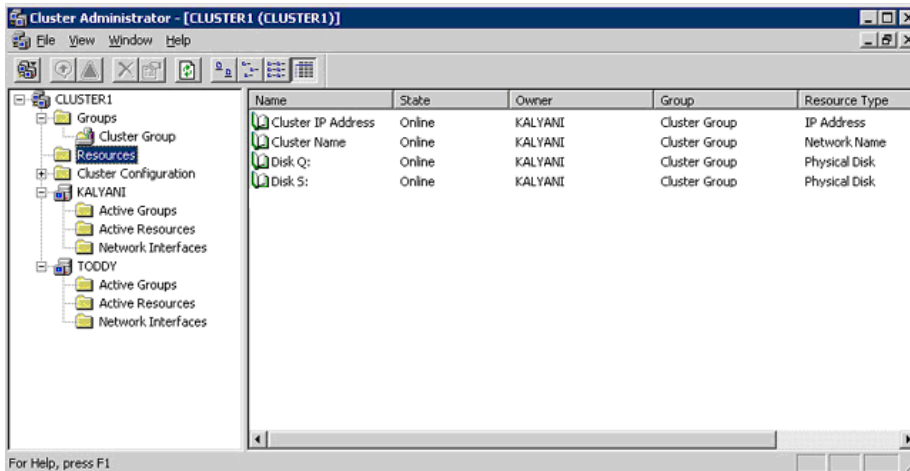 Cluster Administrator - [CLUSTER1 (CLUSTER1)]
File View Window Help
CLUSTER1
Groups
Cluster Group
Resources
Cluster Configuration
KALYANI
Active Groups
Active Resources
Network Interfaces
TODDY
Active Groups
Active Resources
Network Interfaces
Name State Owner Group Resource Type
Cluster IP Address Online KALYANI Cluster Group IP Address
Cluster Name Online KALYANI Cluster Group Network Name
Disk Q: Online KALYANI Cluster Group Physical Disk
Disk S: Online KALYANI Cluster Group Physical Disk
For Help, press F1